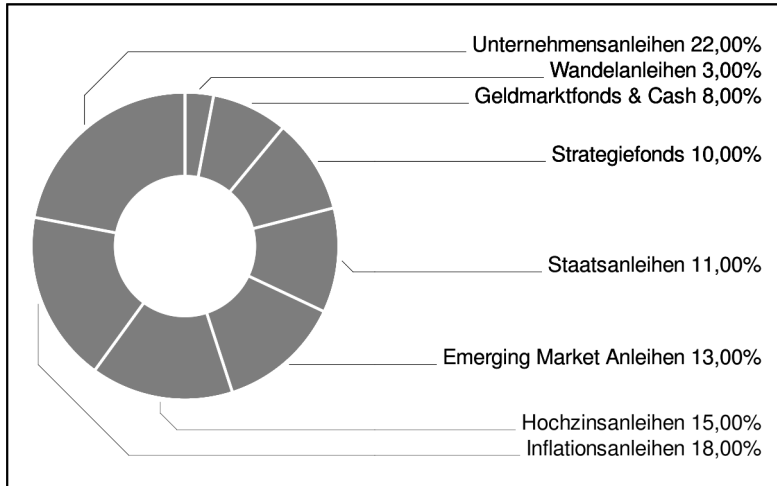 Unternehmensanleihen 22,00%
Wandelanleihen 3,00%
Geldmarktfonds & Cash 8,00%
Strategiefonds 10,00%
Staatsanleihen 11,00%
Emerging Market Anleihen 13,00%
Hochzinsanleihen 15,00%
Inflationsanleihen 18,00%